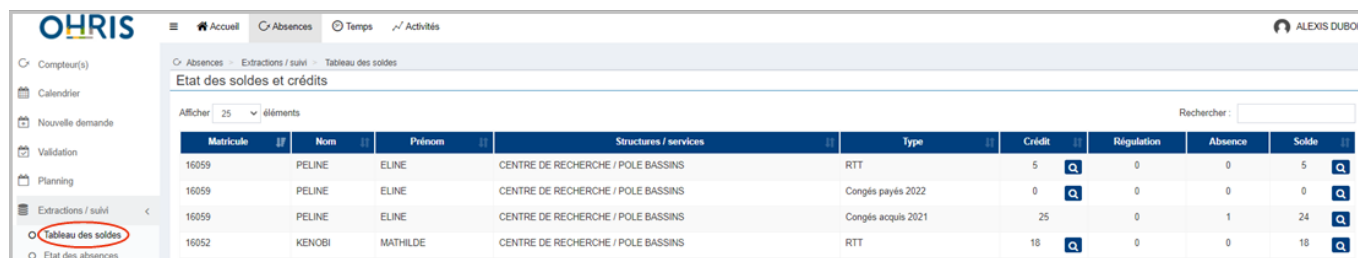 OHRIS
Accueil
Absences
Temps
Activités
ALEXIS DUBOI
Compteur(s)
Calendrier
Nouvelle demande
Validation
Planning
Extractions / suivi
Tableau des soldes
Etat des absences
Absences > Extractions / suivi > Tableau des soldes
Etat des soldes et crédits
Afficher 25 éléments
Rechercher :
Matricule Nom Prénom Structures / services Type Crédit Régulation Absence Solde
16059 PELINE ELINE CENTRE DE RECHERCHE / POLE BASSINS RTT 5 0 0 5
16059 PELINE ELINE CENTRE DE RECHERCHE / POLE BASSINS Congés payés 2022 0 0 0 0
16059 PELINE ELINE CENTRE DE RECHERCHE / POLE BASSINS Congés acquis 2021 25 0 1 24
16052 KENOBI MATHILDE CENTRE DE RECHERCHE / POLE BASSINS RTT 18 0 0 18